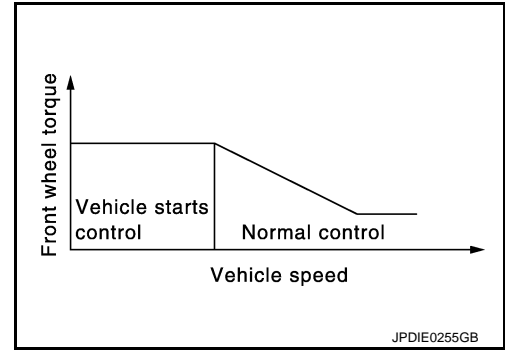 Front wheel torque
Vehicle starts
control
Normal control
Vehicle speed
JPDIE0255GB